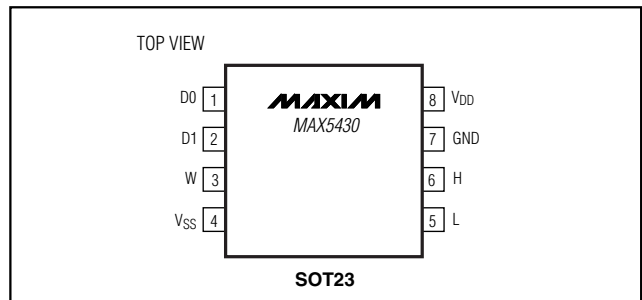 TOP VIEW
MAXIM
MAX5430
D0 1
D1 2
W 3
VSS 4
8 VDD
7 GND
6 H
5 L
SOT23